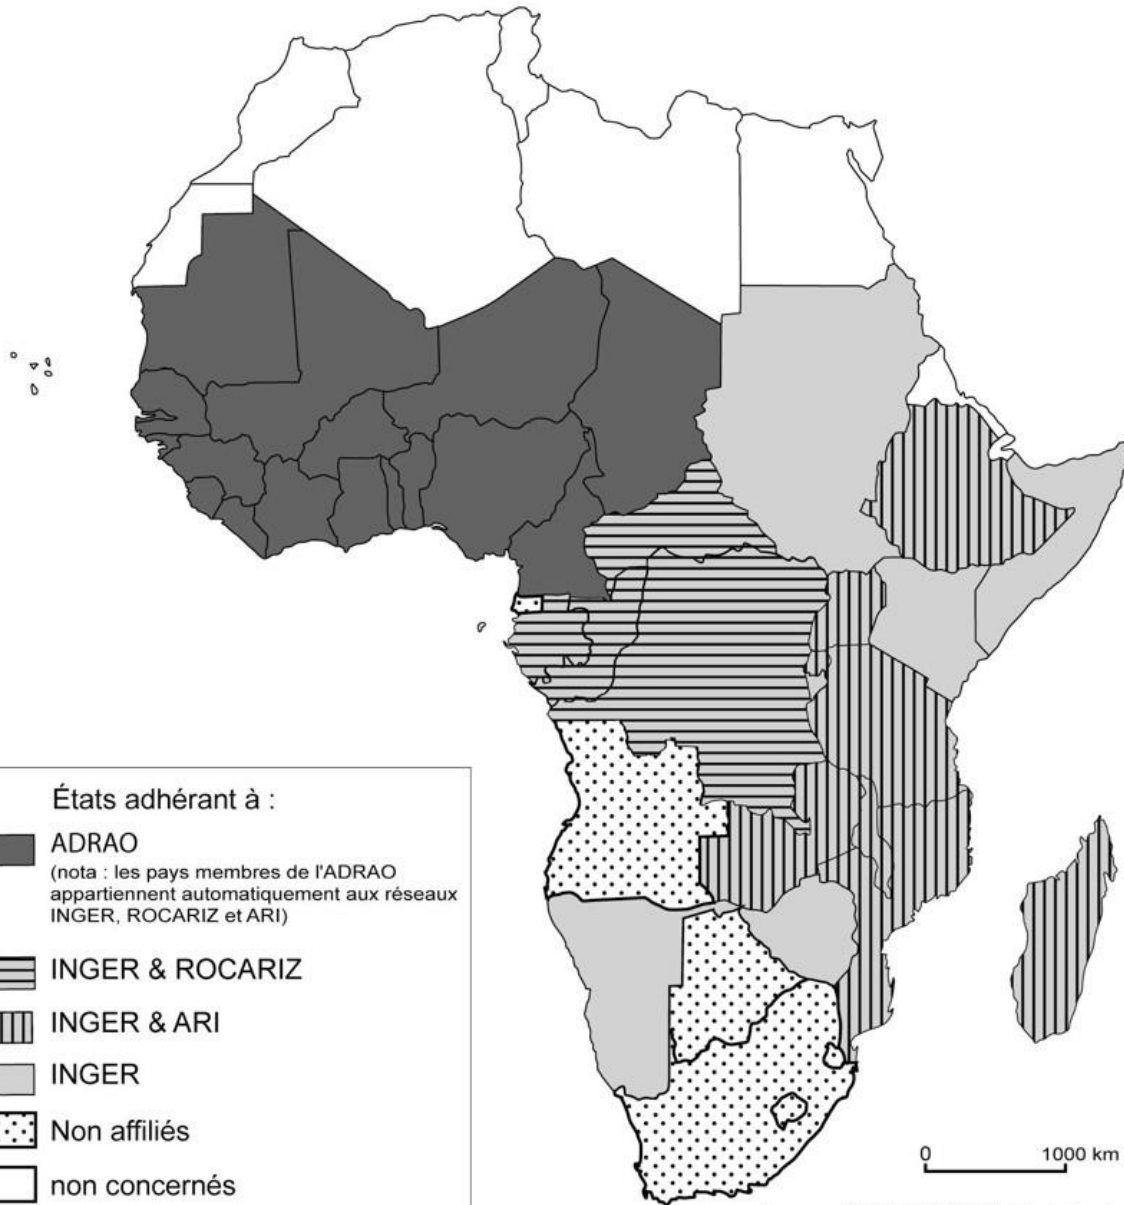 États adhérant à :
ADRAO
(nota : les pays membres de l'ADRAO
appartiennent automatiquement aux réseaux
INGER, ROCARIZ et ARI)
INGER & ROCARIZ
INGER & ARI
INGER
Non affiliés
non concernés
0 1000 km